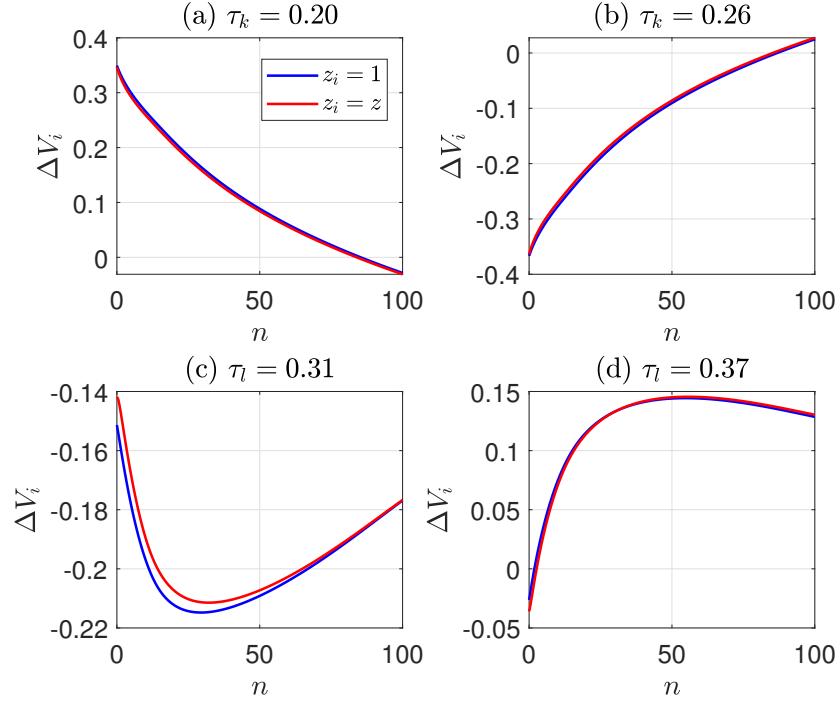 (a) τ_k = 0.20
0.4
0.3
0.2
0.1
0
ΔV_i
0 50 100
n
z_i = 1
z_i = z
(b) τ_k = 0.26
0
-0.1
-0.2
-0.3
-0.4
ΔV_i
0 50 100
n
(c) τ_l = 0.31
-0.14
-0.16
-0.18
-0.2
-0.22
ΔV_i
0 50 100
n
(d) τ_l = 0.37
0.15
0.1
0.05
0
-0.05
ΔV_i
0 50 100
n